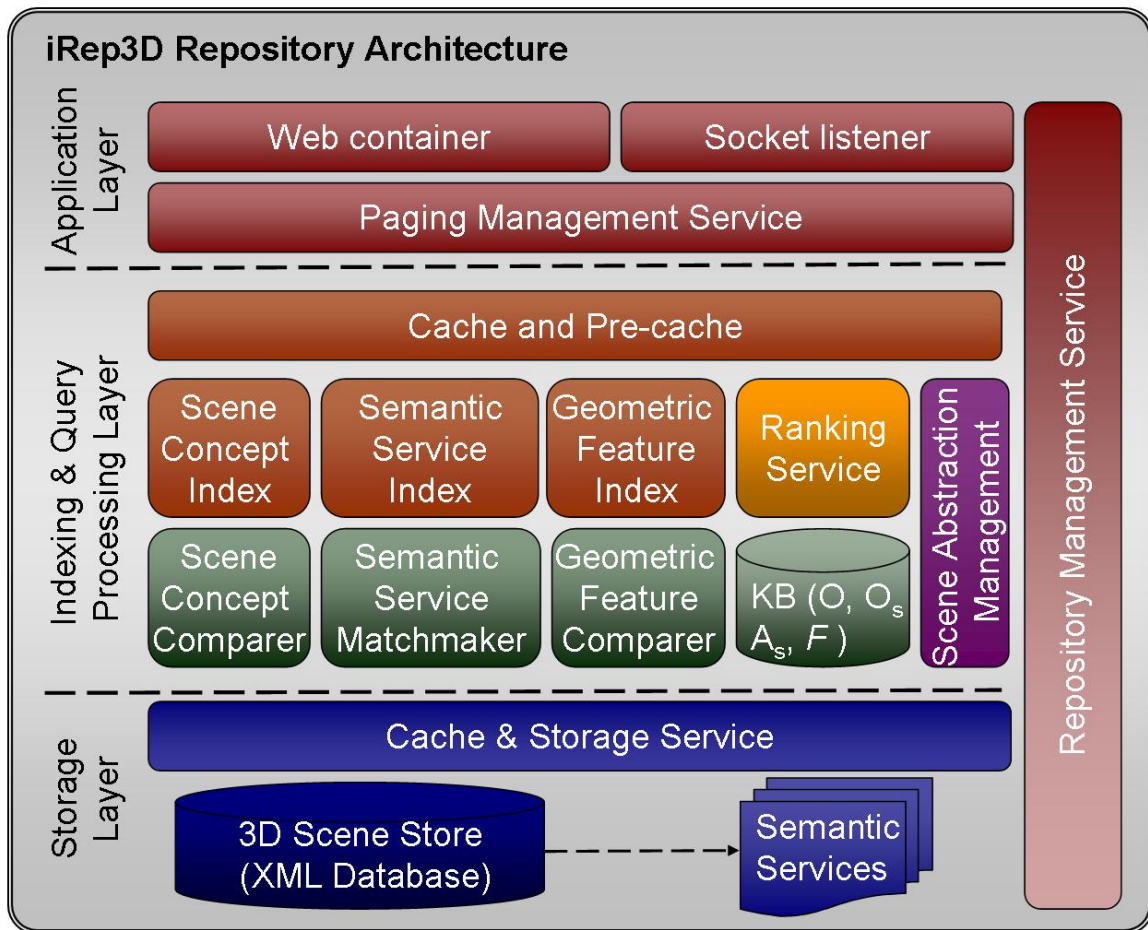 iRep3D Repository Architecture
Application
Layer
Web container
Socket listener
Paging Management Service
Indexing & Query
Processing Layer
Cache and Pre-cache
Scene
Concept
Index
Semantic
Service
Index
Geometric
Feature
Index
Ranking
Service
Scene Abstraction
Management
Scene
Concept
Comparer
Semantic
Service
Matchmaker
Geometric
Feature
Comparer
KB (O, Os
As, F )
Storage
Layer
Cache & Storage Service
3D Scene Store
(XML Database)
Semantic
Services
Repository Management Service